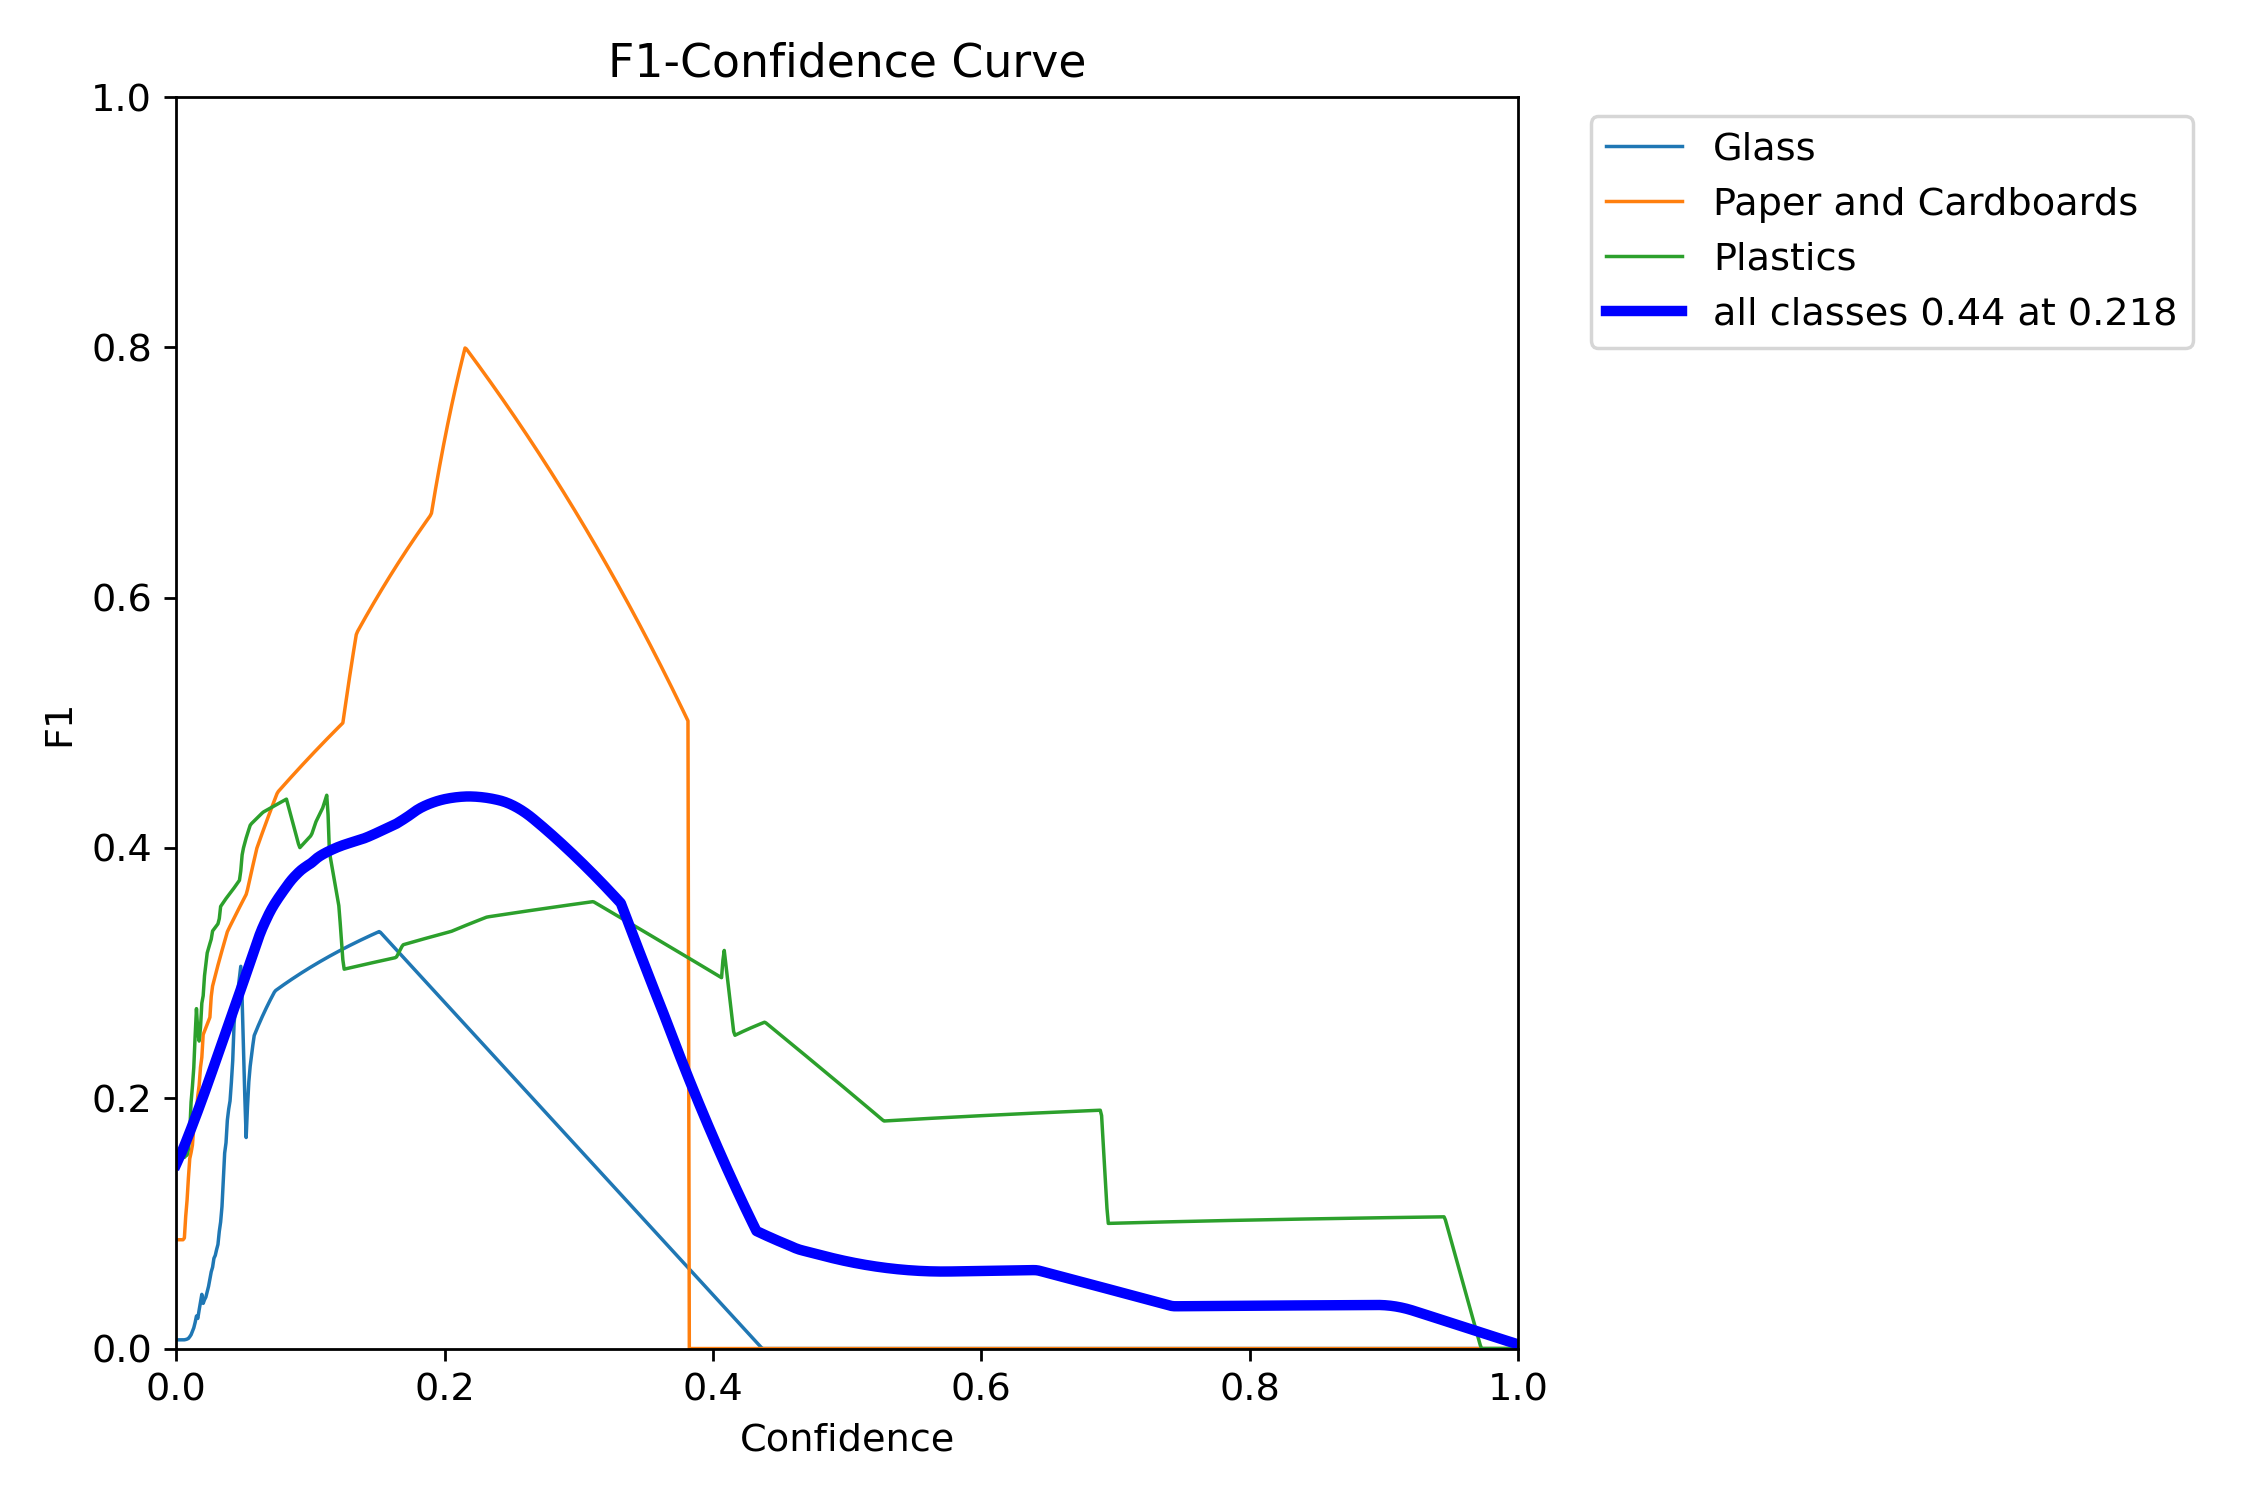 F1-Confidence Curve
1.0
0.8
0.6
0.4
0.2
0.0
F1
0.0 0.2 0.4 0.6 0.8 1.0
Confidence
Glass
Paper and Cardboards
Plastics
all classes 0.44 at 0.218